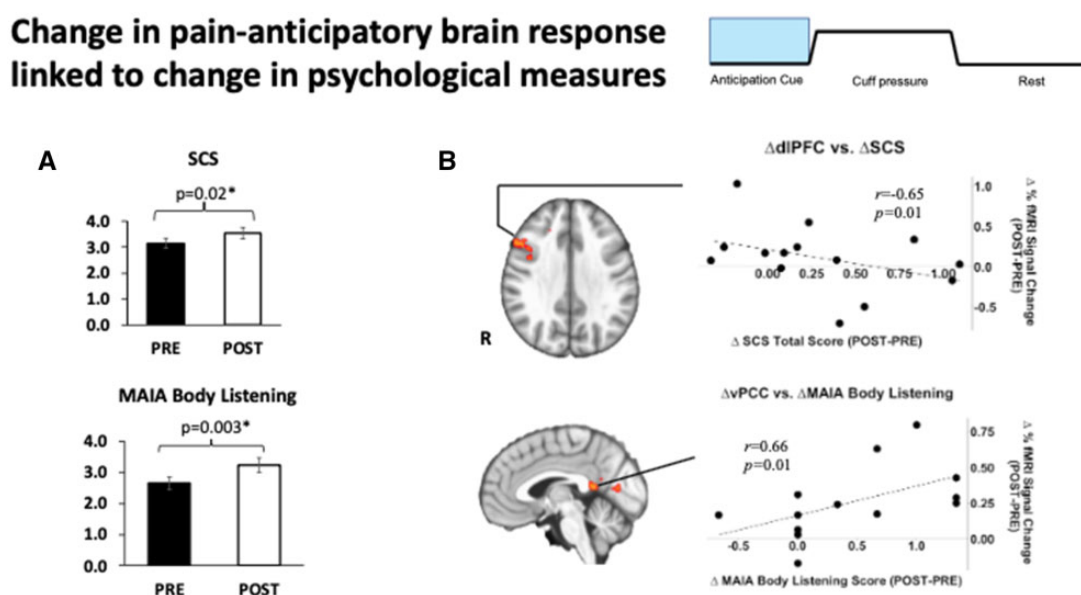 Change in pain-anticipatory brain response
linked to change in psychological measures
Anticipation Cue
Cuff pressure
Rest
A
SCS
p=0.02*
4.0
3.0
2.0
1.0
0.0
PRE POST
MAIA Body Listening
p=0.003*
4.0
3.0
2.0
1.0
0.0
PRE POST
B
R
ΔdlPFC vs. ΔSCS
r=-0.65
p=0.01
1.0
0.5
0.0
-0.5
0.00 0.25 0.50 0.75 1.00
Δ % fMRI Signal Change
(POST-PRE)
Δ SCS Total Score (POST-PRE)
ΔvPCC vs. ΔMAIA Body Listening
r=0.66
p=0.01
0.75
0.50
0.25
0.00
-0.5 0.0 0.5 1.0
Δ % fMRI Signal Change
(POST-PRE)
Δ MAIA Body Listening Score (POST-PRE)